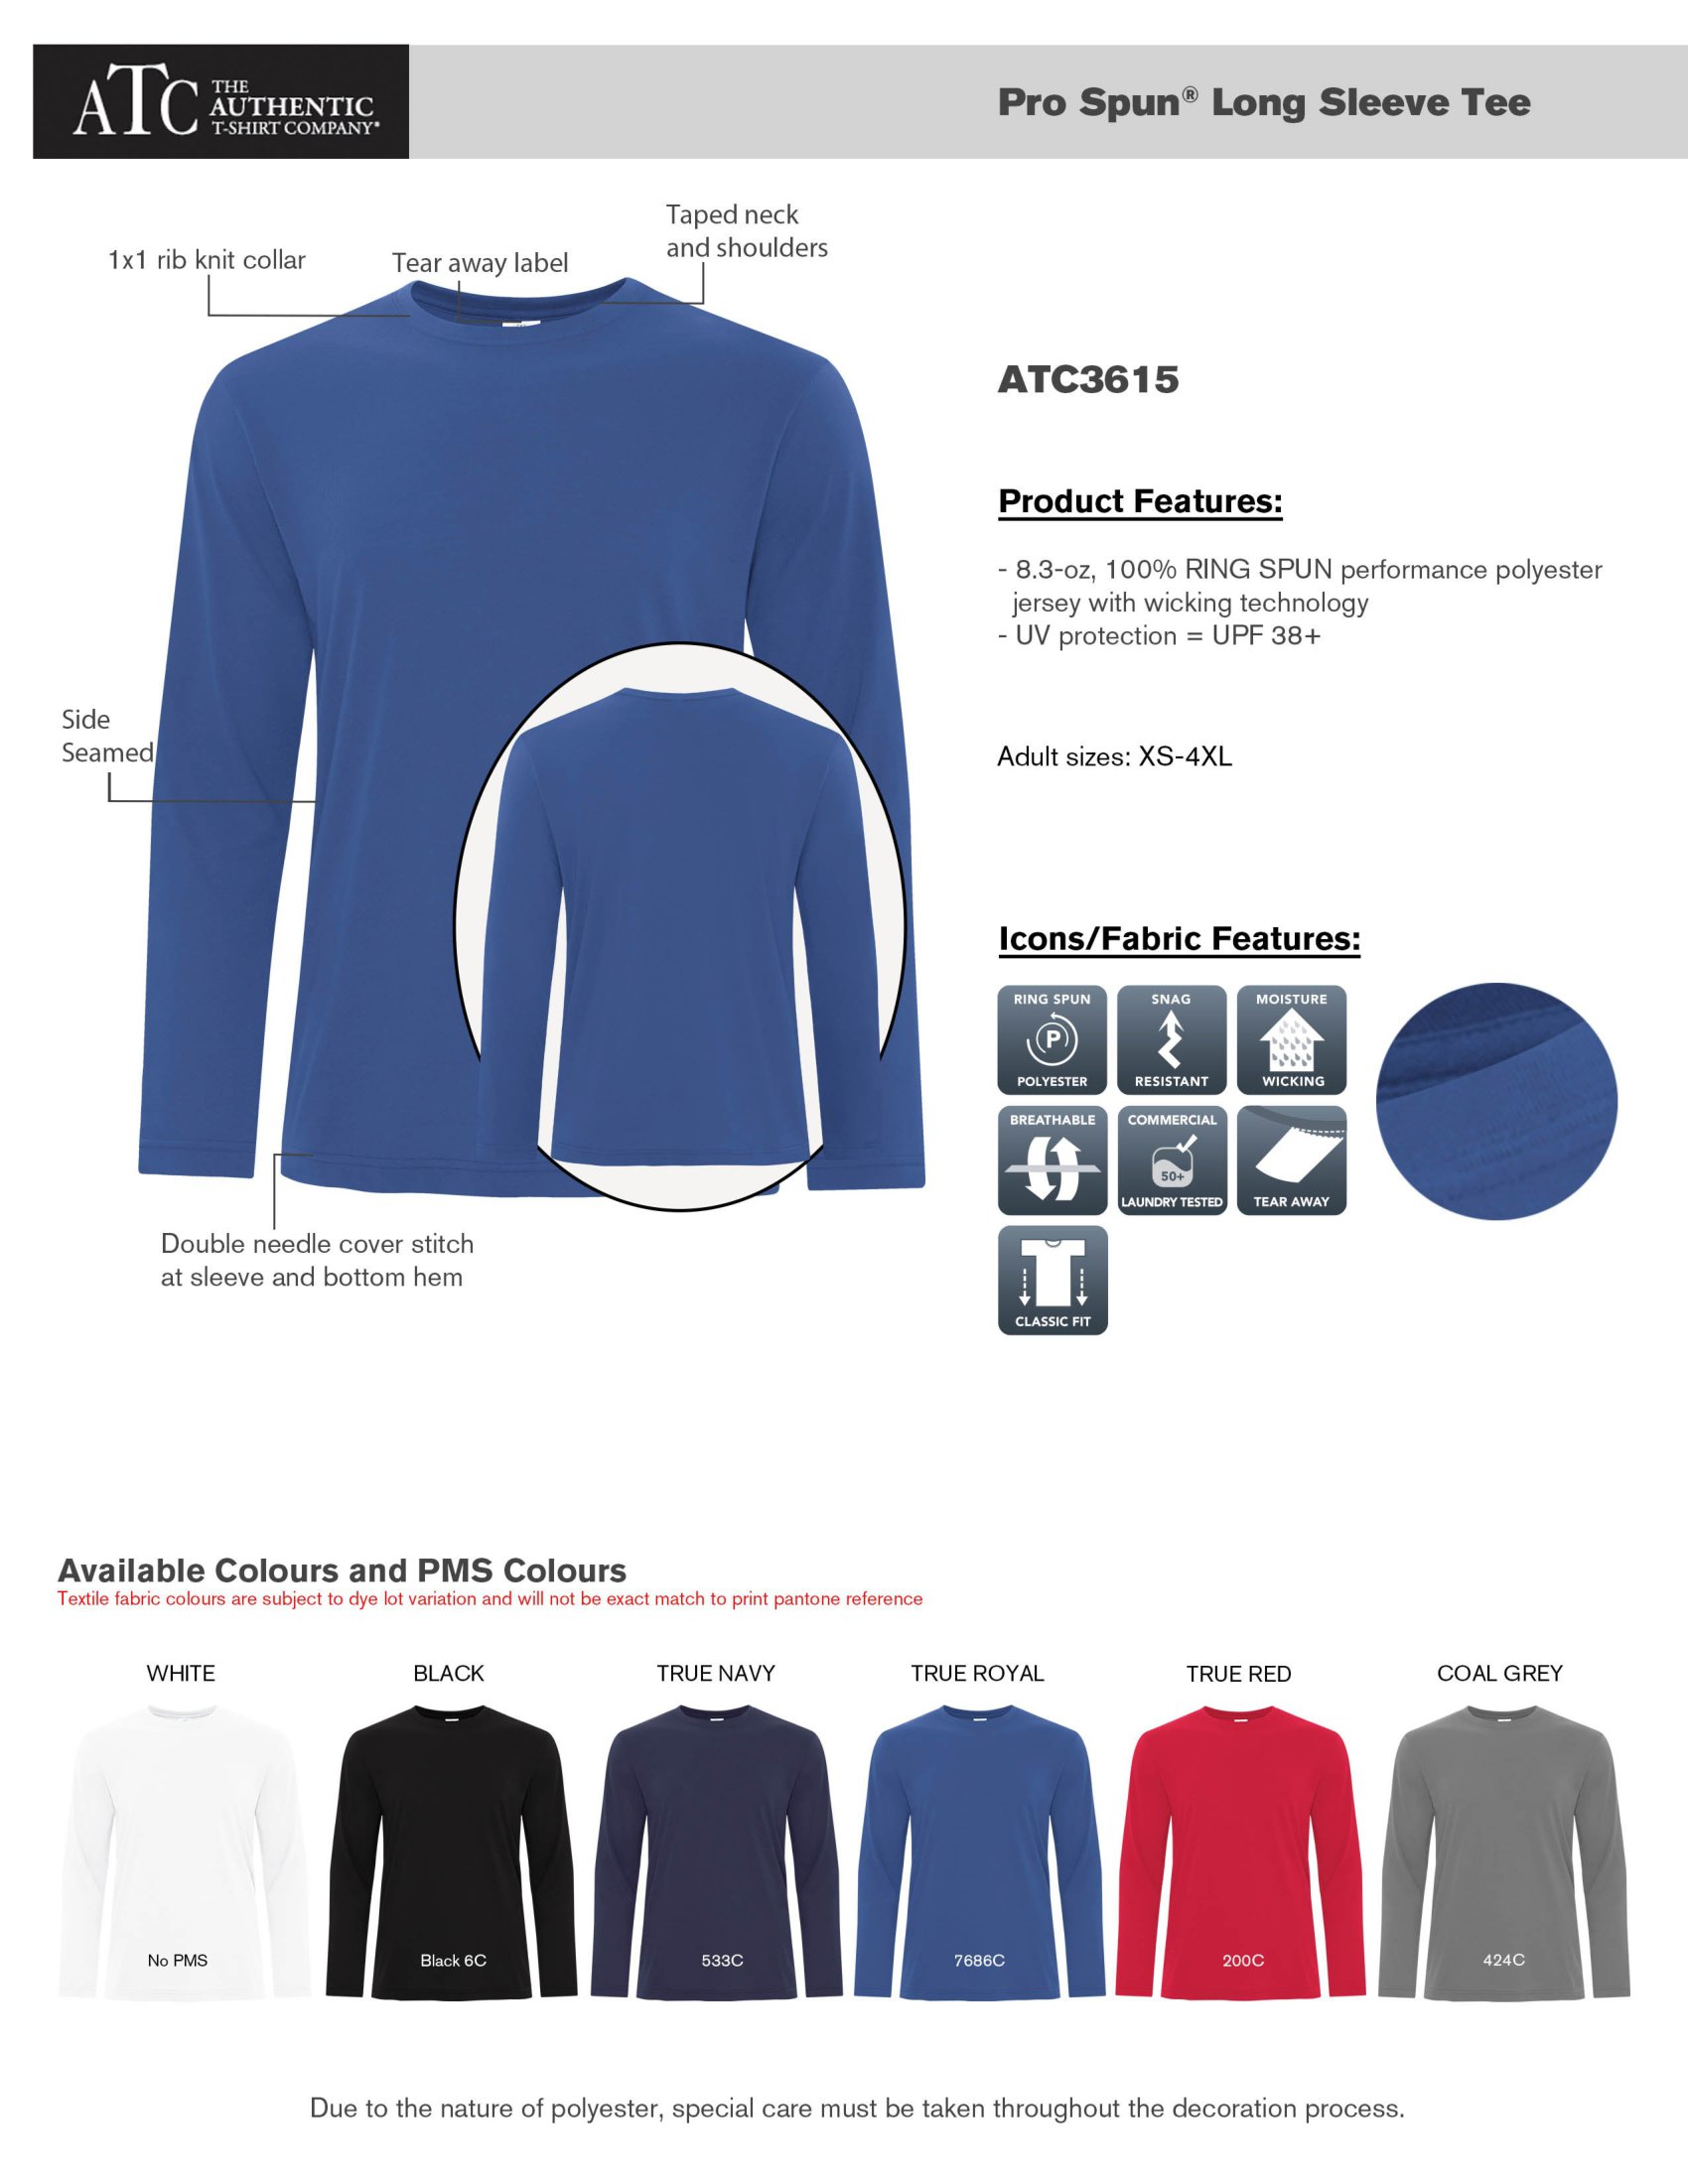 ATC THE
AUTHENTIC
T-SHIRT COMPANY®
Pro Spun® Long Sleeve Tee
Taped neck
and shoulders
1x1 rib knit collar
Tear away label
ATC3615
Product Features:
- 8.3-oz, 100% RING SPUN performance polyester
jersey with wicking technology
- UV protection = UPF 38+
Side
Seamed
Adult sizes: XS-4XL
Icons/Fabric Features:
RING SPUN
P
POLYESTER
SNAG
RESISTANT
MOISTURE
WICKING
BREATHABLE
COMMERCIAL
50+
LAUNDRY TESTED
TEAR AWAY
CLASSIC FIT
Double needle cover stitch
at sleeve and bottom hem
Available Colours and PMS Colours
Textile fabric colours are subject to dye lot variation and will not be exact match to print pantone reference
WHITE
BLACK
TRUE NAVY
TRUE ROYAL
TRUE RED
COAL GREY
No PMS
Black 6C
533C
7686C
200C
424C
Due to the nature of polyester, special care must be taken throughout the decoration process.